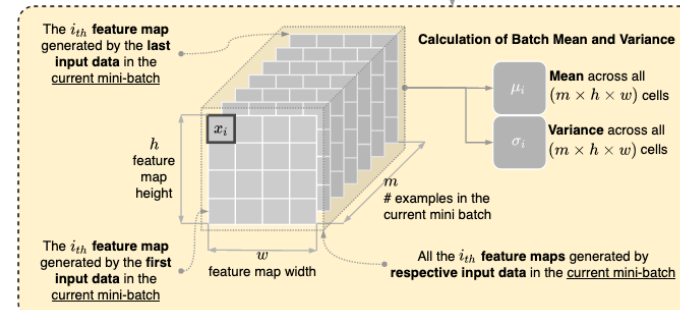 The i_th feature map
generated by the last
input data in the
current mini-batch
Calculation of Batch Mean and Variance
μ_i
Mean across all
(m × h × w) cells
σ_i
Variance across all
(m × h × w) cells
x_i
h
feature
map
height
m
# examples in the
current mini batch
w
feature map width
The i_th feature map
generated by the first
input data in the
current mini-batch
All the i_th feature maps generated by
respective input data in the current mini-batch